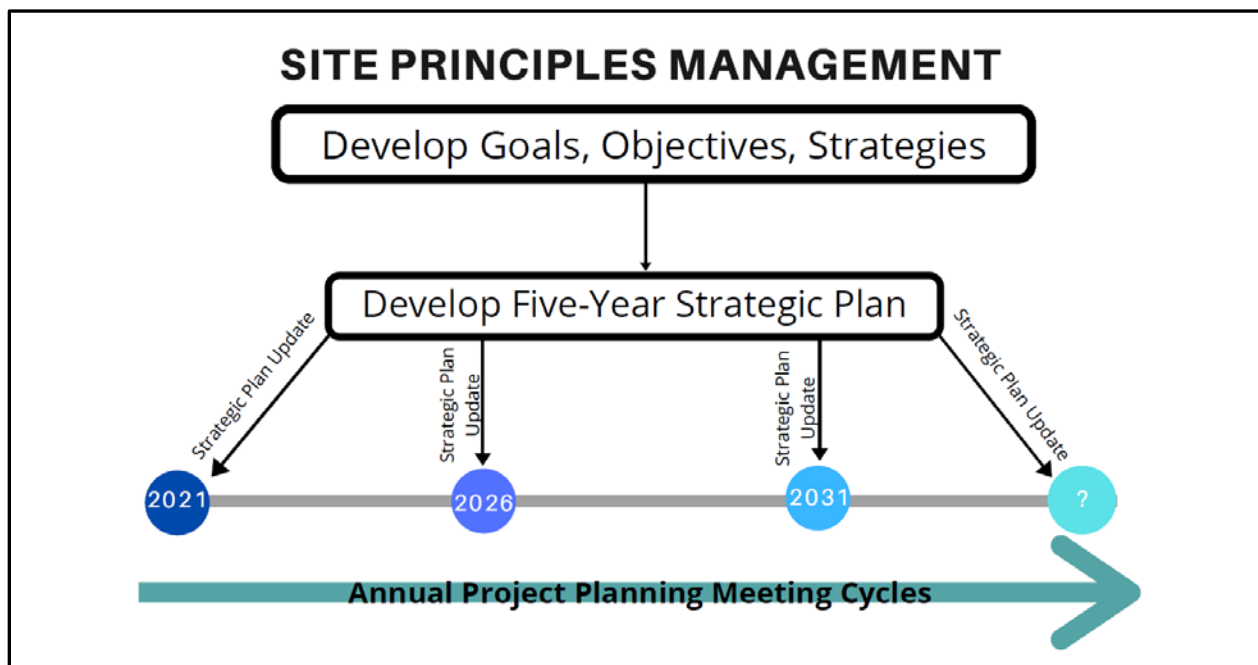 SITE PRINCIPLES MANAGEMENT
Develop Goals, Objectives, Strategies
Develop Five-Year Strategic Plan
Strategic Plan Update
Strategic Plan
Update
Strategic Plan
Update
Strategic Plan Update
2021
2026
2031
?
Annual Project Planning Meeting Cycles